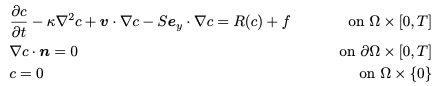 ∂c/∂t − κ∇²c + v · ∇c − Se_y · ∇c = R(c) + f on Ω × [0, T]
∇c · n = 0 on ∂Ω × [0, T]
c = 0 on Ω × {0}